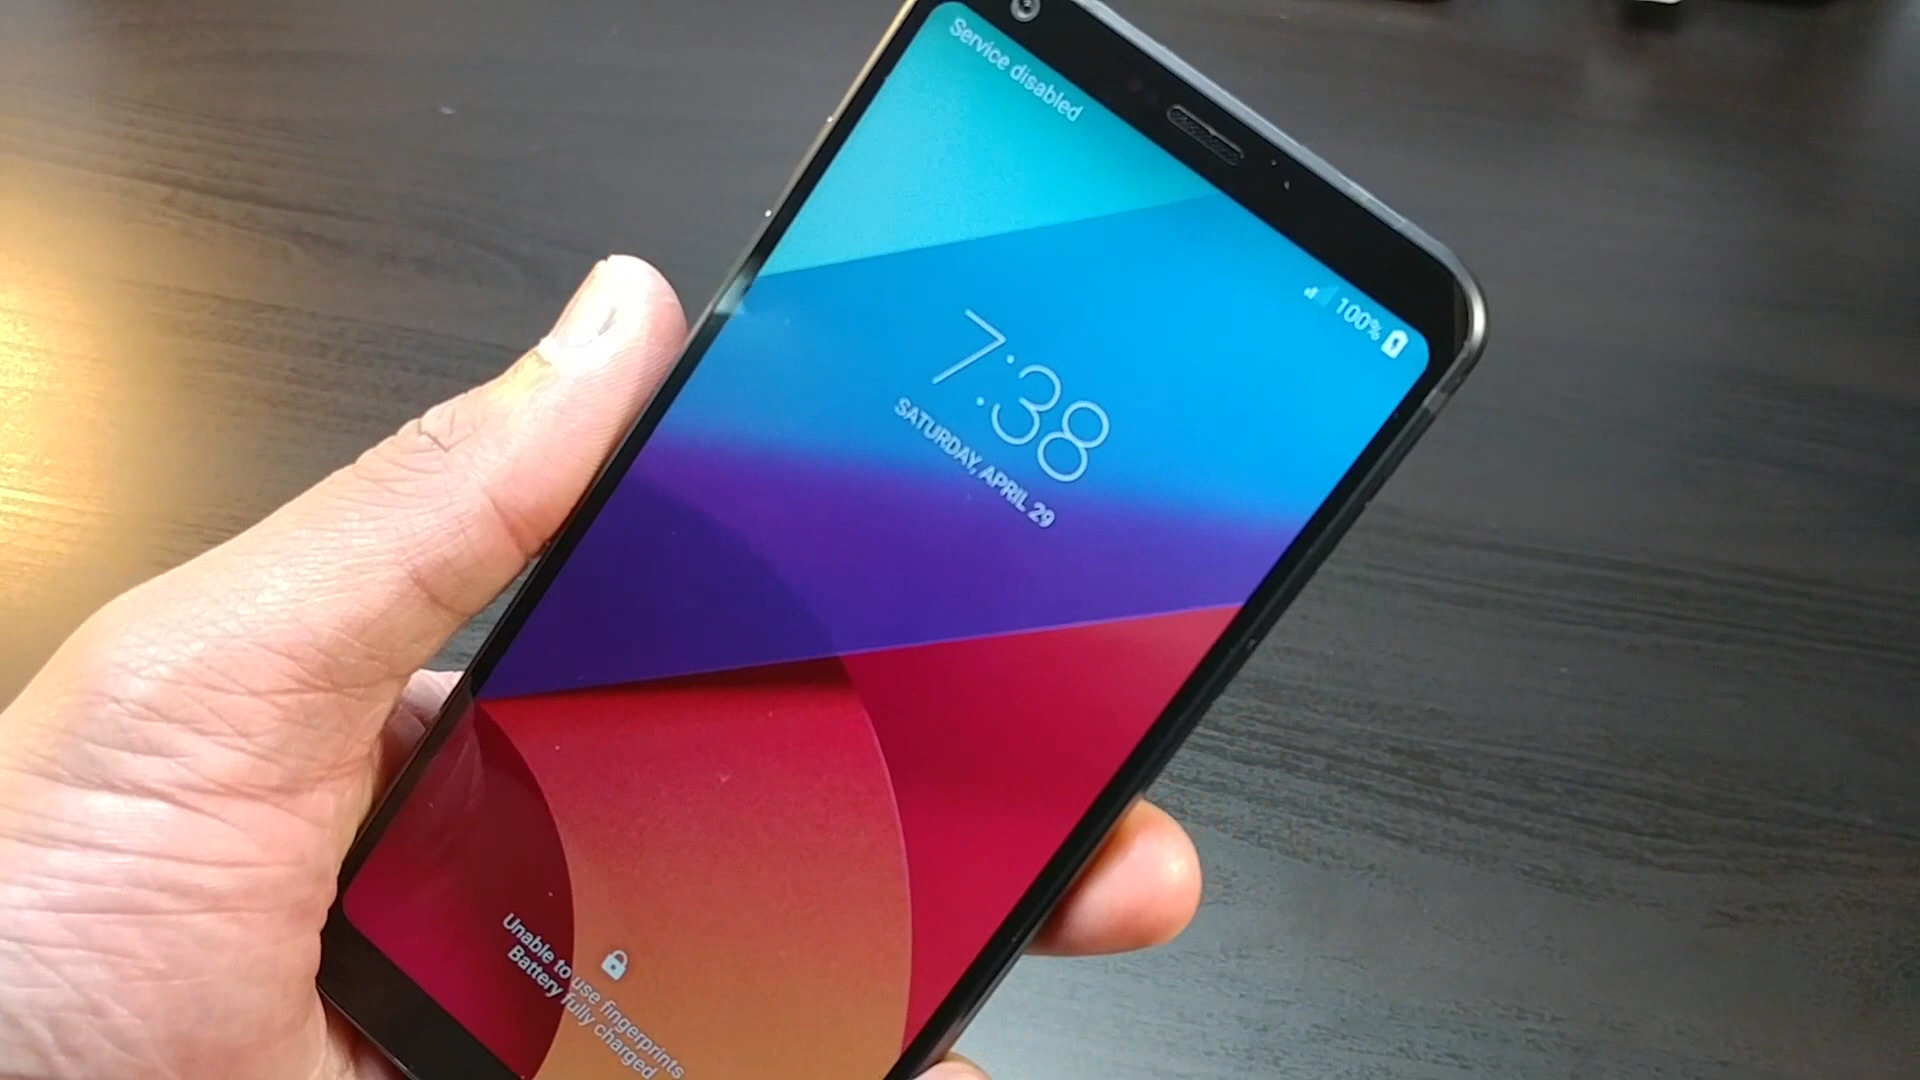 Service disabled
100%
7:38
SATURDAY, APRIL 29
Unable to use fingerprints
Battery fully charged